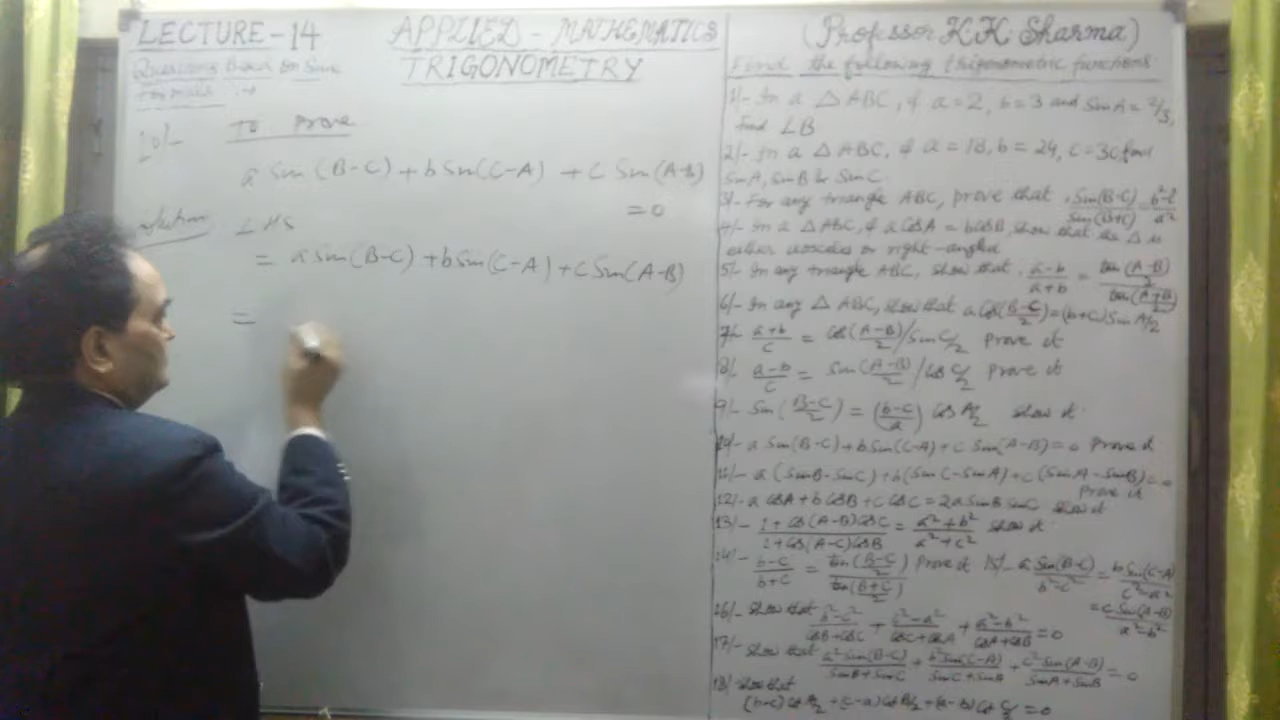 LECTURE-14
APPLIED-MATHEMATICS
TRIGONOMETRY
Questions based on Sine
10/- To prove
a Sin(B-C) + b Sin(C-A) + C Sin(A-B)
= 0
Solution LHS
= a Sin(B-C) + b Sin(C-A) + C Sin(A-B)
=
(Professor K.K. Sharma)
Find the following trigonometric functions
1/- In a △ ABC, if a=2, b=3 and Sin A = 2/3,
find ∠B
2/- In a △ ABC, if a=18, b=24, c=30 find
Sin A, Sin B & Sin C
3/- For any triangle ABC, prove that Sin(B-C)/Sin(B+C) =
4/- In a △ ABC, if a Cos A = b Cos B, show that the △ is
either isosceles or right-angled
5/- In any triangle ABC, show that a-b/a+b = tan(A-B/2)/tan(A+B/2)
6/- In any △ ABC, show that a Cos(B-C/2) = (b+c) Sin A/2
7/- a+b/c = Cos(A-B/2)/Sin C/2 Prove it
8/- a-b/c = Sin(A-B/2)/Cos C/2 Prove it
9/- Sin(B-C/2) = (b-c/a) Cos A/2 show it
10/- a Sin(B-C) + b Sin(C-A) + C Sin(A-B) = 0 Prove it
11/- a (Sin B - Sin C) + b (Sin C - Sin A) + c (Sin A - Sin B) = 0
Prove it
12/- a Cos A + b Cos B + c Cos C = 2a Sin B Sin C show it
13/- 1 + Cos(A-B) Cos C/1 + Cos(A-C) Cos B = a²+b²/a²+c² show it
14/- b-c/b+c = tan(B-C/2)/tan(B+C/2) Prove it 15/- a Sin(B-C)/b²-c² = b Sin(C-A)/c²-a²
= c Sin(A-B)/a²-b²
16/- Show that b²-c²/Cos B + Cos C + c²-a²/Cos C + Cos A + a²-b²/Cos A + Cos B = 0
17/- Show that a² Sin(B-C)/Sin B + Sin C + b² Sin(C-A)/Sin C + Sin A + c² Sin(A-B)/Sin A + Sin B = 0
18/- show that
(b-c) Cot A/2 + (c-a) Cot B/2 + (a-b) Cot C/2 = 0